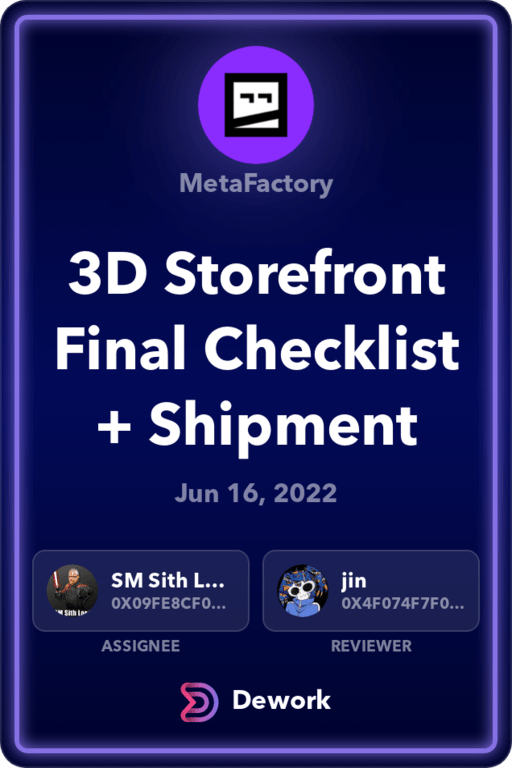 MetaFactory
3D Storefront
Final Checklist
+ Shipment
Jun 16, 2022
SM Sith L...
0X09FE8CF0...
ASSIGNEE
jin
0X4F074F7F0...
REVIEWER
Dework